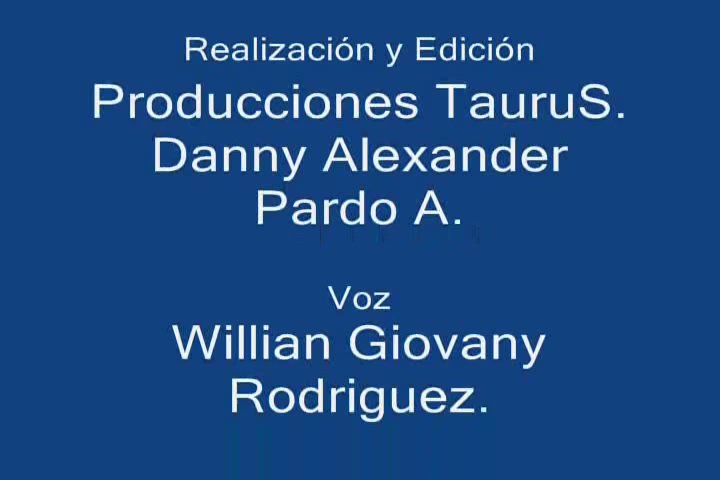 Realización y Edición
Producciones TauruS.
Danny Alexander
Pardo A.
Voz
Willian Giovany
Rodriguez.